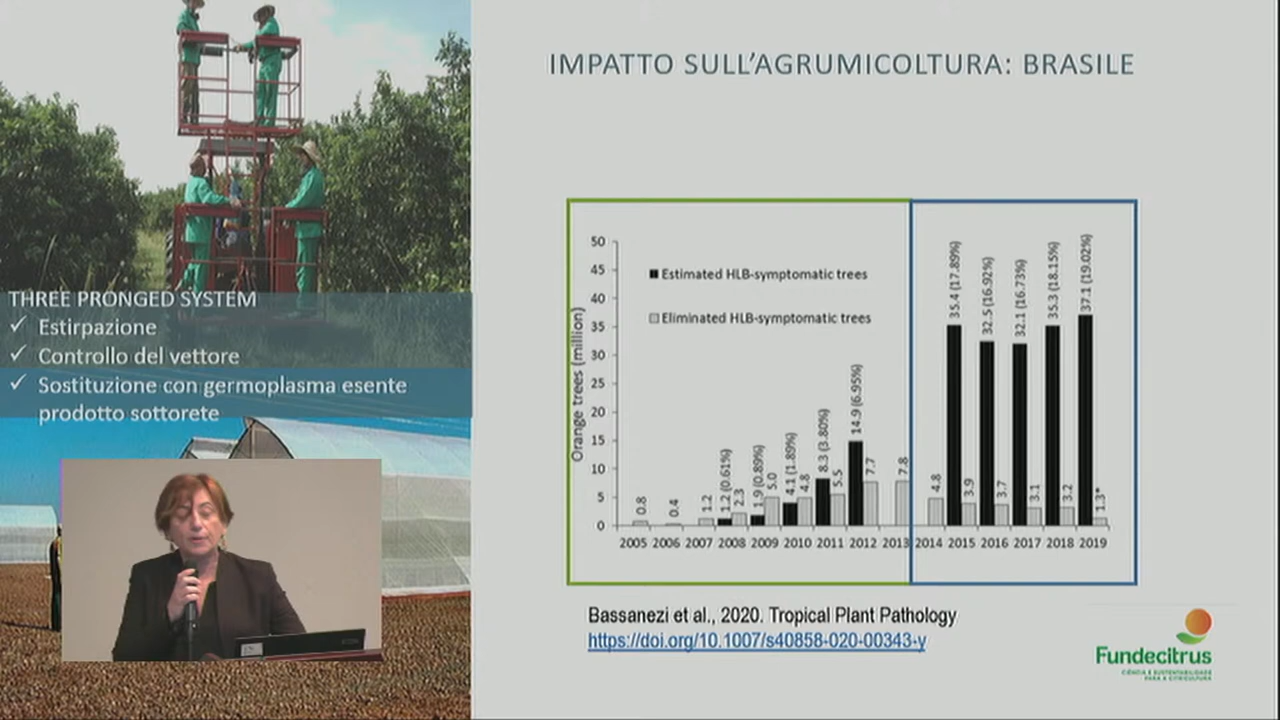 IMPATTO SULL'AGRUMICOLTURA: BRASILE
THREE PRONGED SYSTEM
✓ Estirpazione
✓ Controllo del vettore
✓ Sostituzione con germoplasma esente
prodotto sottorete
Orange trees (million)
50
45
40
35
30
25
20
15
10
5
0
Estimated HLB-symptomatic trees
Eliminated HLB-symptomatic trees
0.8
0.4
1.2
1.2 (0.61%)
2.3
1.9 (0.89%)
5.0
4.1 (1.89%)
4.8
8.3 (3.80%)
5.5
14.9 (6.95%)
7.7
7.8
4.8
35.4 (17.89%)
3.9
32.5 (16.92%)
3.7
32.1 (16.73%)
3.1
35.3 (18.15%)
3.2
37.1 (19.02%)
1.3*
2005 2006 2007 2008 2009 2010 2011 2012 2013 2014 2015 2016 2017 2018 2019
Bassanezi et al., 2020. Tropical Plant Pathology
https://doi.org/10.1007/s40858-020-00343-y
Fundecitrus
CIÊNCIA E SUSTENTABILIDADE
PARA A CITRICULTURA